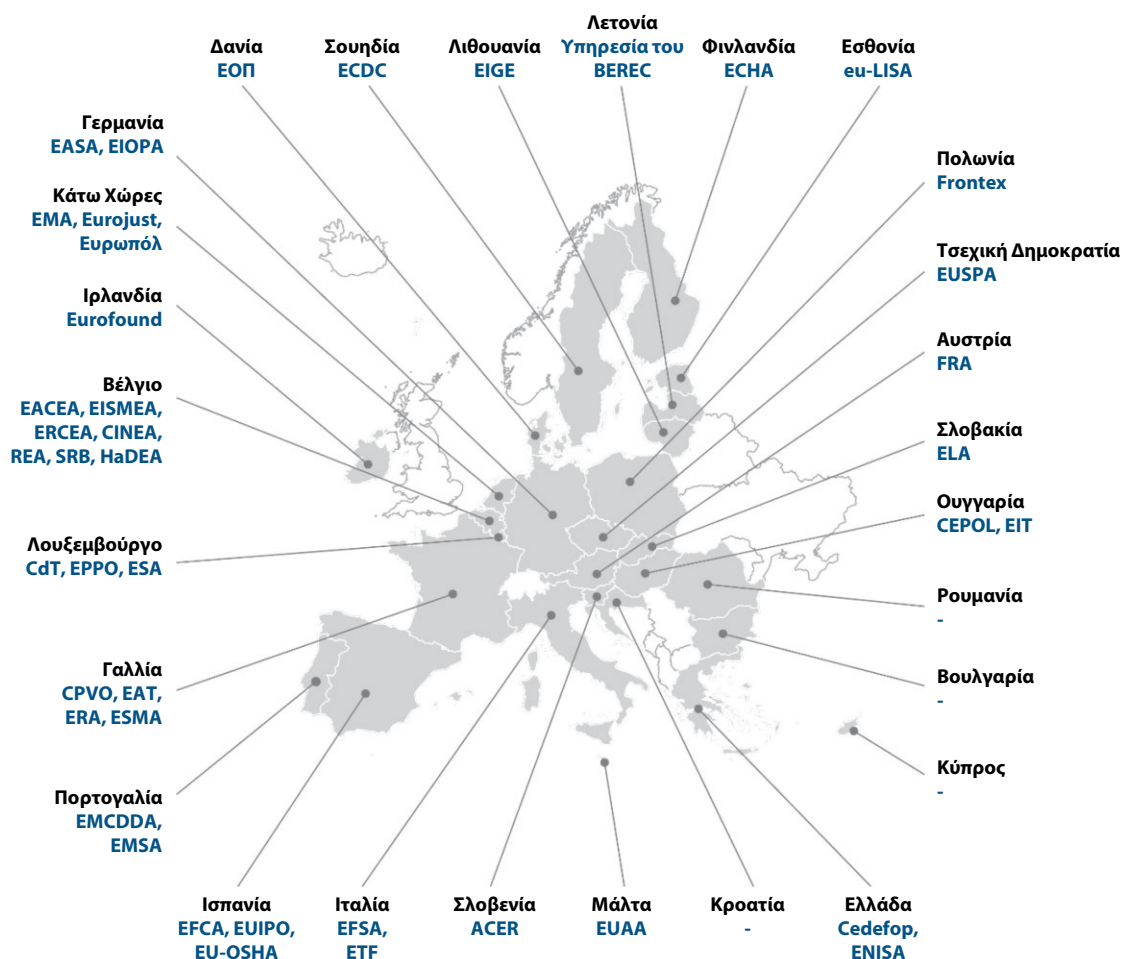 Λετονία
Υπηρεσία του
BEREC
Δανία
ΕΟΠ
Σουηδία
ECDC
Λιθουανία
EIGE
Φινλανδία
ECHA
Εσθονία
eu-LISA
Γερμανία
EASA, EIOPA
Κάτω Χώρες
EMA, Eurojust,
Ευρωπόλ
Ιρλανδία
Eurofound
Βέλγιο
EACEA, EISMEA,
ERCEA, CINEA,
REA, SRB, HaDEA
Λουξεμβούργο
CdT, EPPO, ESA
Γαλλία
CPVO, ΕΑΤ,
ERA, ESMA
Πορτογαλία
EMCDDA,
EMSA
Πολωνία
Frontex
Τσεχική Δημοκρατία
EUSPA
Αυστρία
FRA
Σλοβακία
ELA
Ουγγαρία
CEPOL, EIT
Ρουμανία
-
Βουλγαρία
-
Κύπρος
-
Ισπανία
EFCA, EUIPO,
EU-OSHA
Ιταλία
EFSA,
ETF
Σλοβενία
ACER
Μάλτα
EUAA
Κροατία
-
Ελλάδα
Cedefop,
ENISA